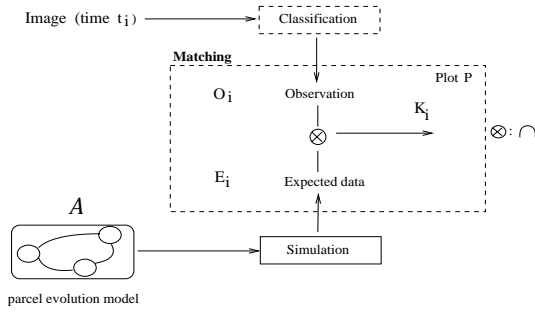 Image (time t_i)
Classification
Matching
Plot P
O_i
Observation
K_i
⊗
⊗: ∩
E_i
Expected data
A
Simulation
parcel evolution model